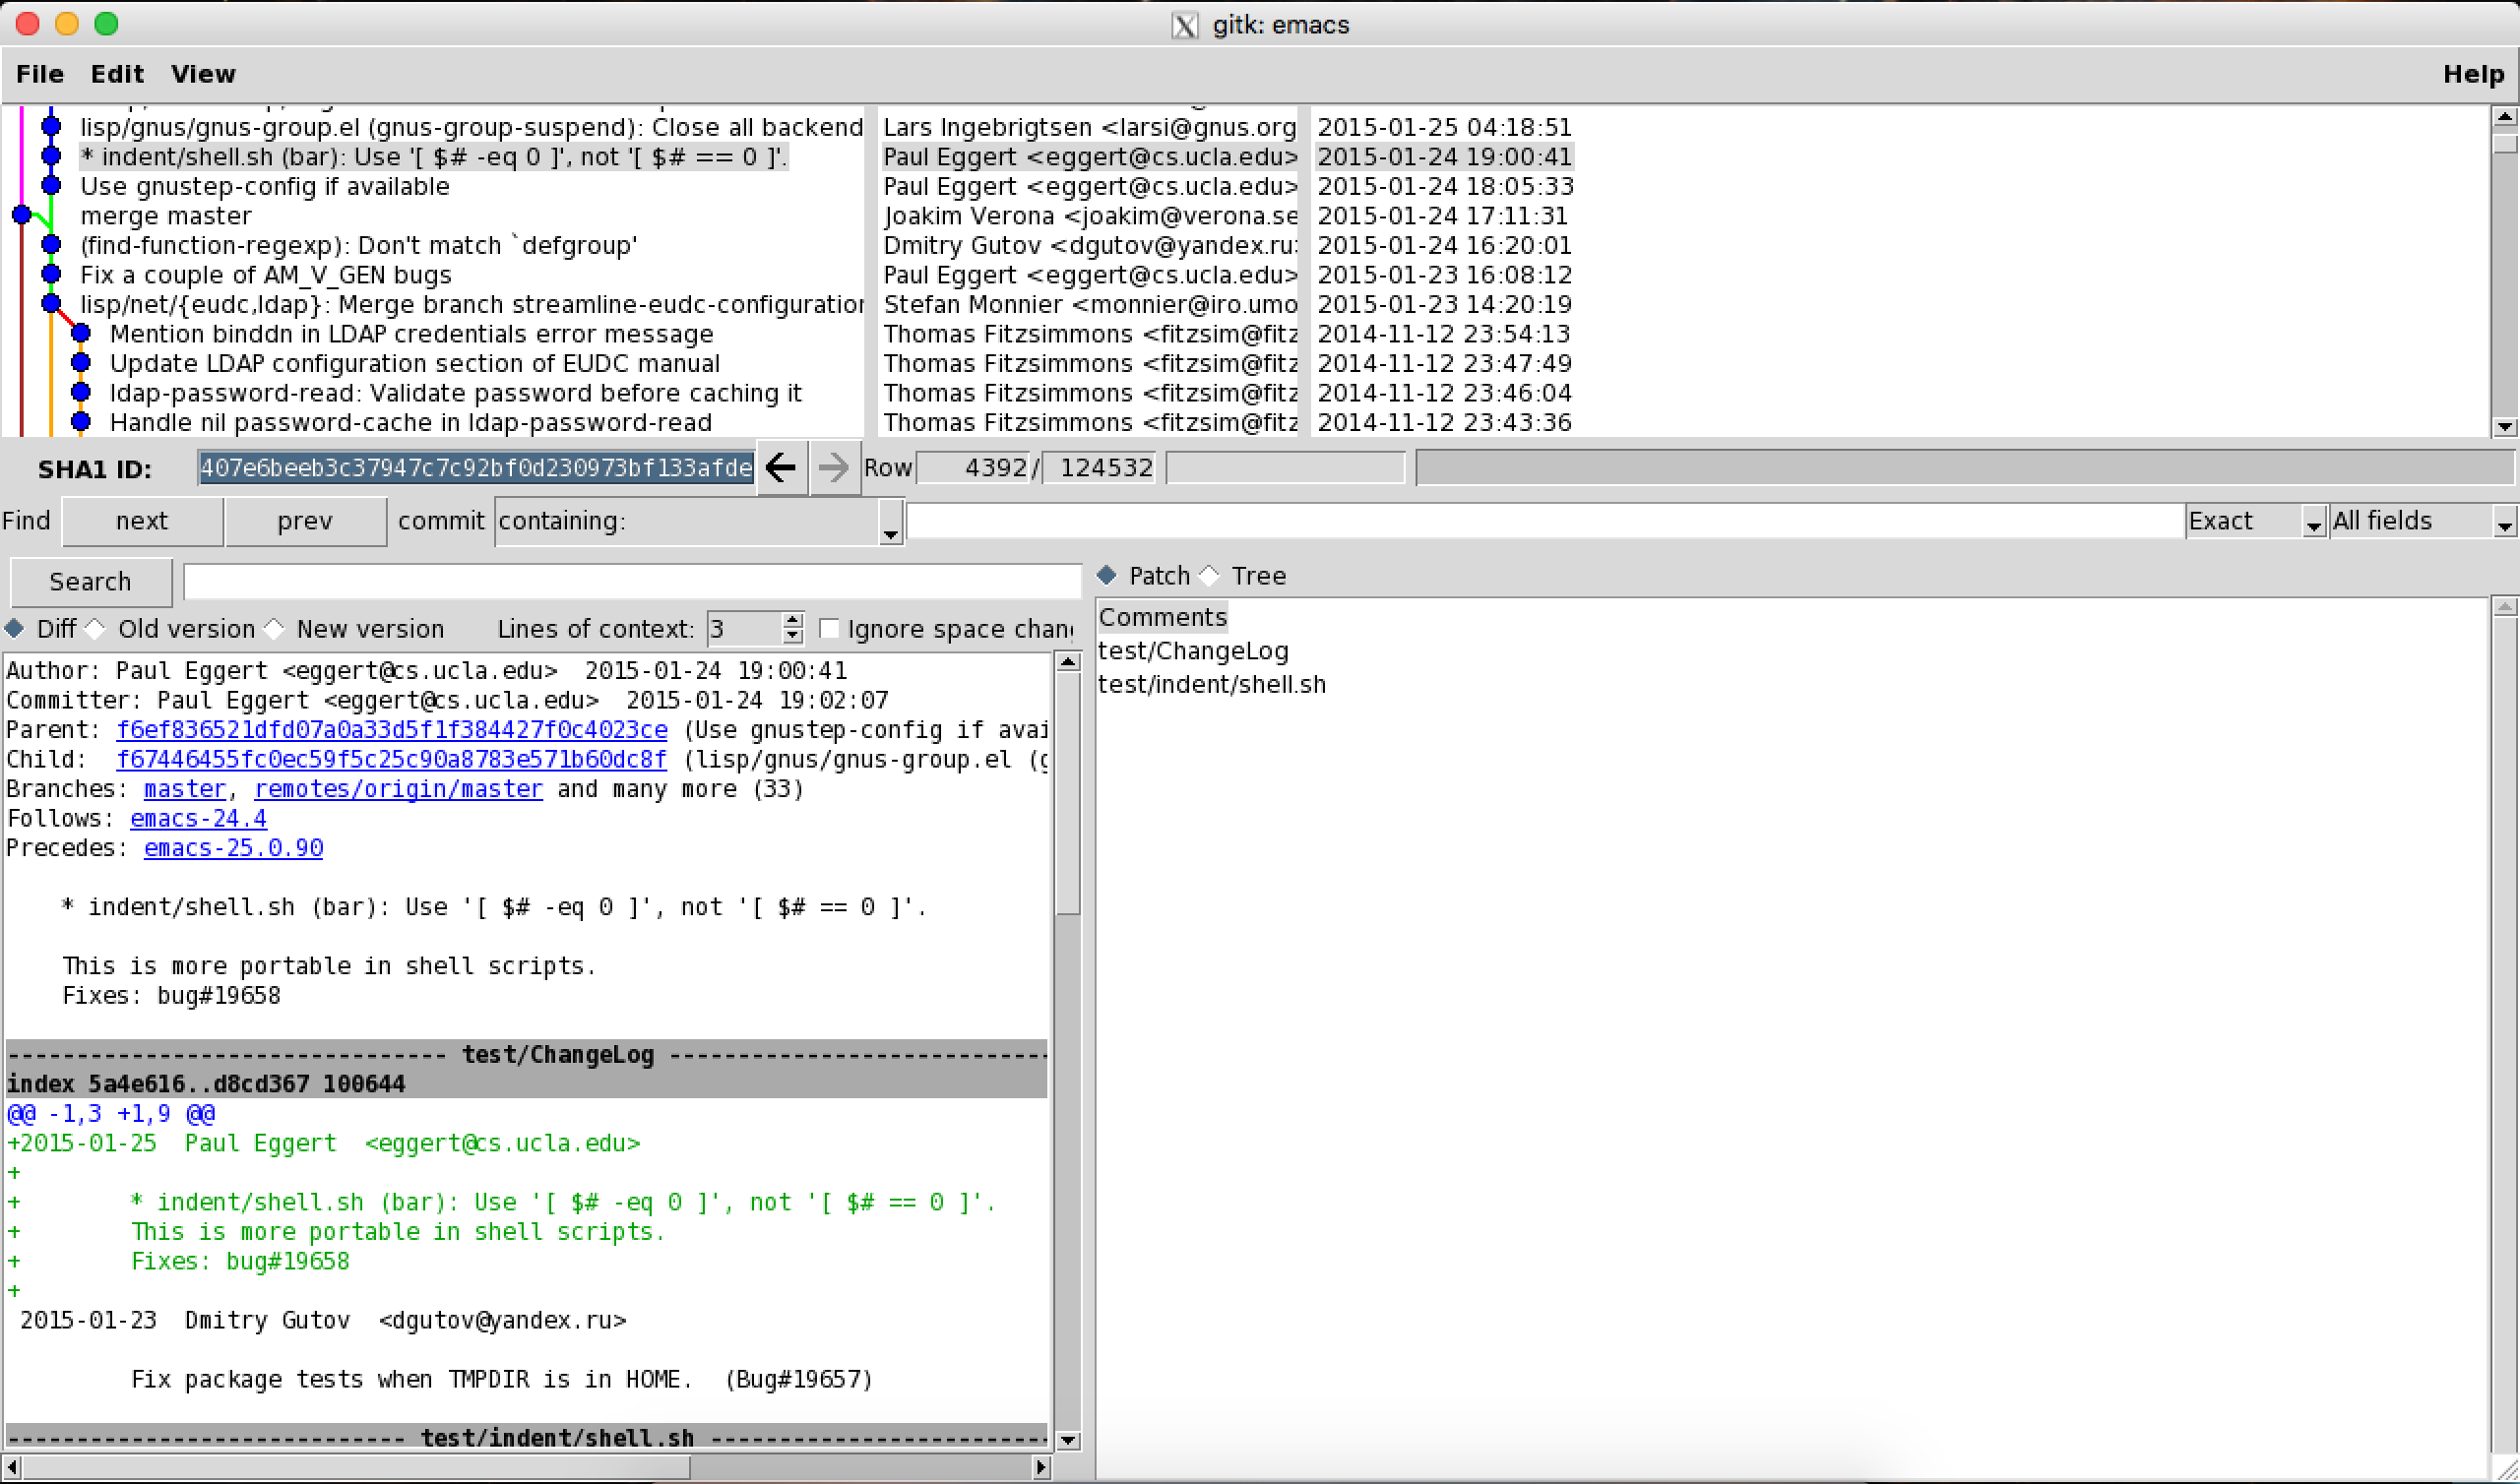 gitk: emacs
File Edit View Help
lisp/gnus/gnus-group.el (gnus-group-suspend): Close all backend Lars Ingebrigtsen <larsi@gnus.org 2015-01-25 04:18:51
* indent/shell.sh (bar): Use '[ $# -eq 0 ]', not '[ $# == 0 ]'. Paul Eggert <eggert@cs.ucla.edu> 2015-01-24 19:00:41
Use gnustep-config if available Paul Eggert <eggert@cs.ucla.edu> 2015-01-24 18:05:33
merge master Joakim Verona <joakim@verona.se 2015-01-24 17:11:31
(find-function-regexp): Don't match `defgroup' Dmitry Gutov <dgutov@yandex.ru> 2015-01-24 16:20:01
Fix a couple of AM_V_GEN bugs Paul Eggert <eggert@cs.ucla.edu> 2015-01-23 16:08:12
lisp/net/{eudc,ldap}: Merge branch streamline-eudc-configuration Stefan Monnier <monnier@iro.umo 2015-01-23 14:20:19
Mention binddn in LDAP credentials error message Thomas Fitzsimmons <fitzsim@fitz 2014-11-12 23:54:13
Update LDAP configuration section of EUDC manual Thomas Fitzsimmons <fitzsim@fitz 2014-11-12 23:47:49
ldap-password-read: Validate password before caching it Thomas Fitzsimmons <fitzsim@fitz 2014-11-12 23:46:04
Handle nil password-cache in ldap-password-read Thomas Fitzsimmons <fitzsim@fitz 2014-11-12 23:43:36
SHA1 ID: 407e6beeb3c37947c7c92bf0d230973bf133afde Row 4392/ 124532
Find next prev commit containing: Exact All fields
Search
Diff Old version New version Lines of context: 3 Ignore space chang
Author: Paul Eggert <eggert@cs.ucla.edu>  2015-01-24 19:00:41
Committer: Paul Eggert <eggert@cs.ucla.edu>  2015-01-24 19:02:07
Parent: f6ef836521dfd07a0a33d5f1f384427f0c4023ce (Use gnustep-config if avai
Child:  f67446455fc0ec59f5c25c90a8783e571b60dc8f (lisp/gnus/gnus-group.el (g
Branches: master, remotes/origin/master and many more (33)
Follows: emacs-24.4
Precedes: emacs-25.0.90
* indent/shell.sh (bar): Use '[ $# -eq 0 ]', not '[ $# == 0 ]'.
This is more portable in shell scripts.
Fixes: bug#19658
-------------------------------- test/ChangeLog ----------------------------
index 5a4e616..d8cd367 100644
@@ -1,3 +1,9 @@
+2015-01-25  Paul Eggert  <eggert@cs.ucla.edu>
+
+        * indent/shell.sh (bar): Use '[ $# -eq 0 ]', not '[ $# == 0 ]'.
+        This is more portable in shell scripts.
+        Fixes: bug#19658
+
2015-01-23  Dmitry Gutov  <dgutov@yandex.ru>
Fix package tests when TMPDIR is in HOME.  (Bug#19657)
----------------------------- test/indent/shell.sh -------------------------
Patch Tree
Comments
test/ChangeLog
test/indent/shell.sh